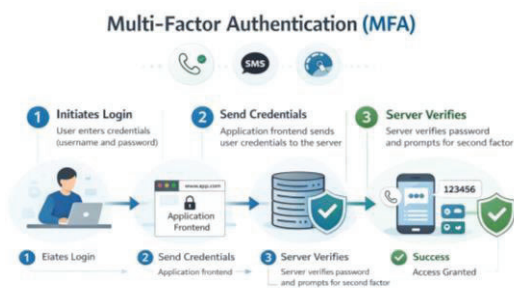 Multi-Factor Authentication (MFA)
SMS
1 Initiates Login
User enters credentials
(username and password)
2 Send Credentials
Application frontend sends
user credentials to the server
3 Server Verifies
Server verifies password
and prompts for second factor
www.app.com
Application
Frontend
123456
1 Eiates Login
2 Send Credentials
Application frontend
3 Server Verifies
Server verifies password
and prompts for second factor
Success
Access Granted